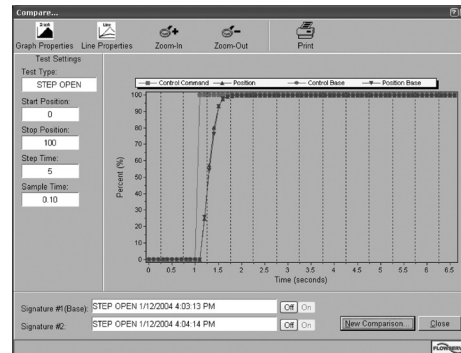 Compare...
Graph Properties Line Properties Zoom-In Zoom-Out Print
Test Settings
Test Type:
STEP OPEN
Start Position:
0
Stop Position:
100
Step Time:
5
Sample Time:
0.10
Control Command Position Control Base Position Base
Percent (%)
100
90
80
70
60
50
40
30
20
10
0
0 0.5 1 1.5 2 2.5 3 3.5 4 4.5 5 5.5 6 6.5
Time (seconds)
Signature #1(Base): STEP OPEN 1/12/2004 4:03:13 PM Off On
Signature #2: STEP OPEN 1/12/2004 4:04:14 PM Off On
New Comparison... Close